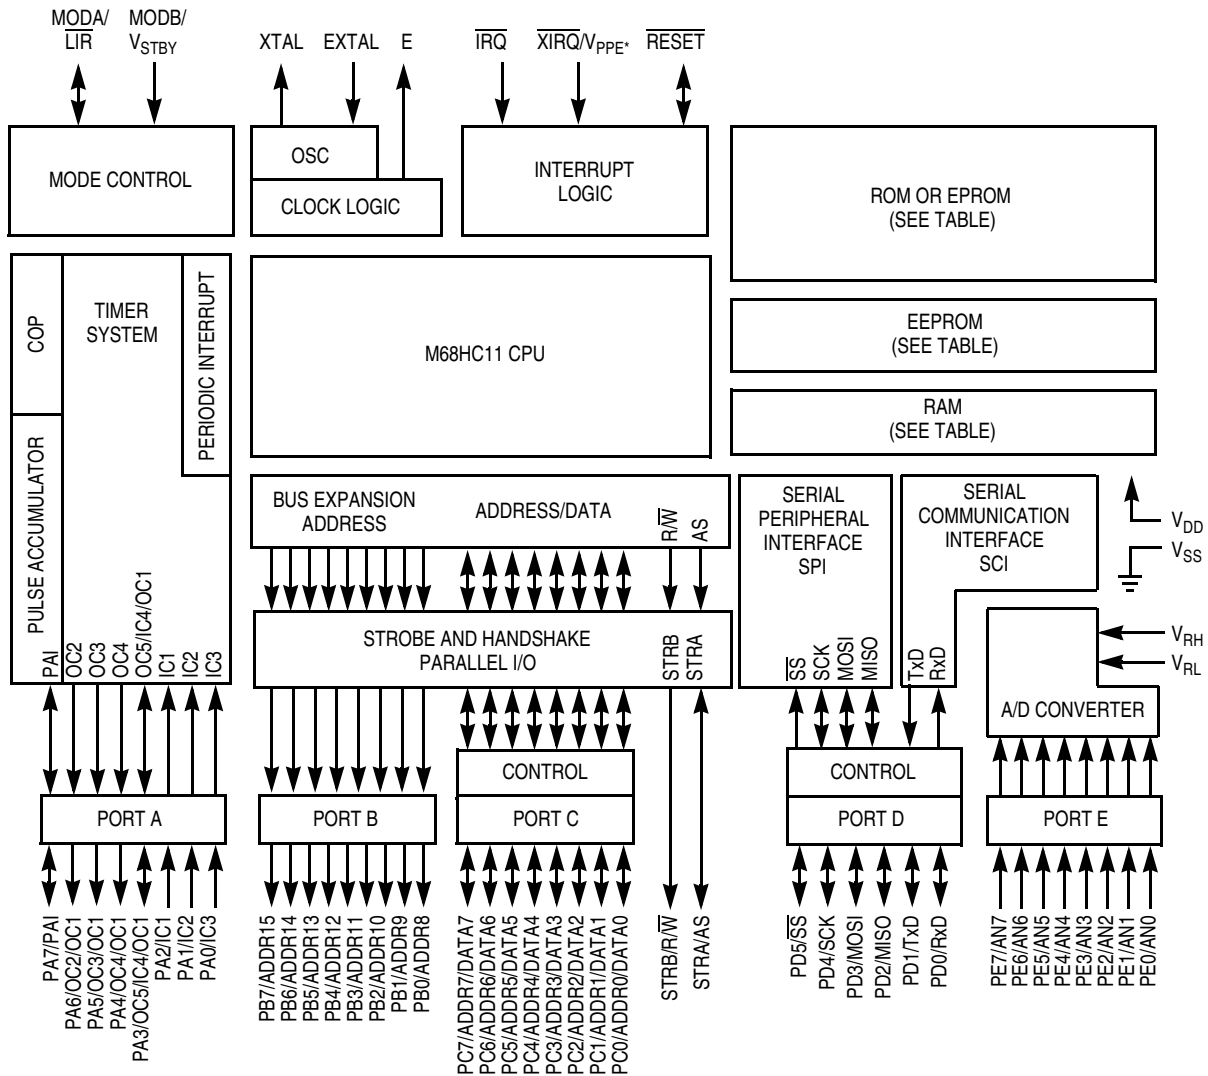 MODA/
LIR
MODB/
VSTBY
XTAL
EXTAL
E
IRQ
XIRQ/VPPE*
RESET
MODE CONTROL
OSC
CLOCK LOGIC
INTERRUPT
LOGIC
ROM OR EPROM
(SEE TABLE)
COP
TIMER
SYSTEM
PERIODIC INTERRUPT
M68HC11 CPU
EEPROM
(SEE TABLE)
RAM
(SEE TABLE)
PULSE ACCUMULATOR
PAI
OC2
OC3
OC4
OC5/IC4/OC1
IC1
IC2
IC3
BUS EXPANSION
ADDRESS
ADDRESS/DATA
R/W
AS
STROBE AND HANDSHAKE
PARALLEL I/O
STRB
STRA
SERIAL
PERIPHERAL
INTERFACE
SPI
SS
SCK
MOSI
MISO
SERIAL
COMMUNICATION
INTERFACE
SCI
TxD
RxD
VDD
VSS
VRH
VRL
A/D CONVERTER
CONTROL
CONTROL
PORT A
PORT B
PORT C
PORT D
PORT E
PA7/PAI
PA6/OC2/OC1
PA5/OC3/OC1
PA4/OC4/OC1
PA3/OC5/IC4/OC1
PA2/IC1
PA1/IC2
PA0/IC3
PB7/ADDR15
PB6/ADDR14
PB5/ADDR13
PB4/ADDR12
PB3/ADDR11
PB2/ADDR10
PB1/ADDR9
PB0/ADDR8
PC7/ADDR7/DATA7
PC6/ADDR6/DATA6
PC5/ADDR5/DATA5
PC4/ADDR4/DATA4
PC3/ADDR3/DATA3
PC2/ADDR2/DATA2
PC1/ADDR1/DATA1
PC0/ADDR0/DATA0
STRB/R/W
STRA/AS
PD5/SS
PD4/SCK
PD3/MOSI
PD2/MISO
PD1/TxD
PD0/RxD
PE7/AN7
PE6/AN6
PE5/AN5
PE4/AN4
PE3/AN3
PE2/AN2
PE1/AN1
PE0/AN0